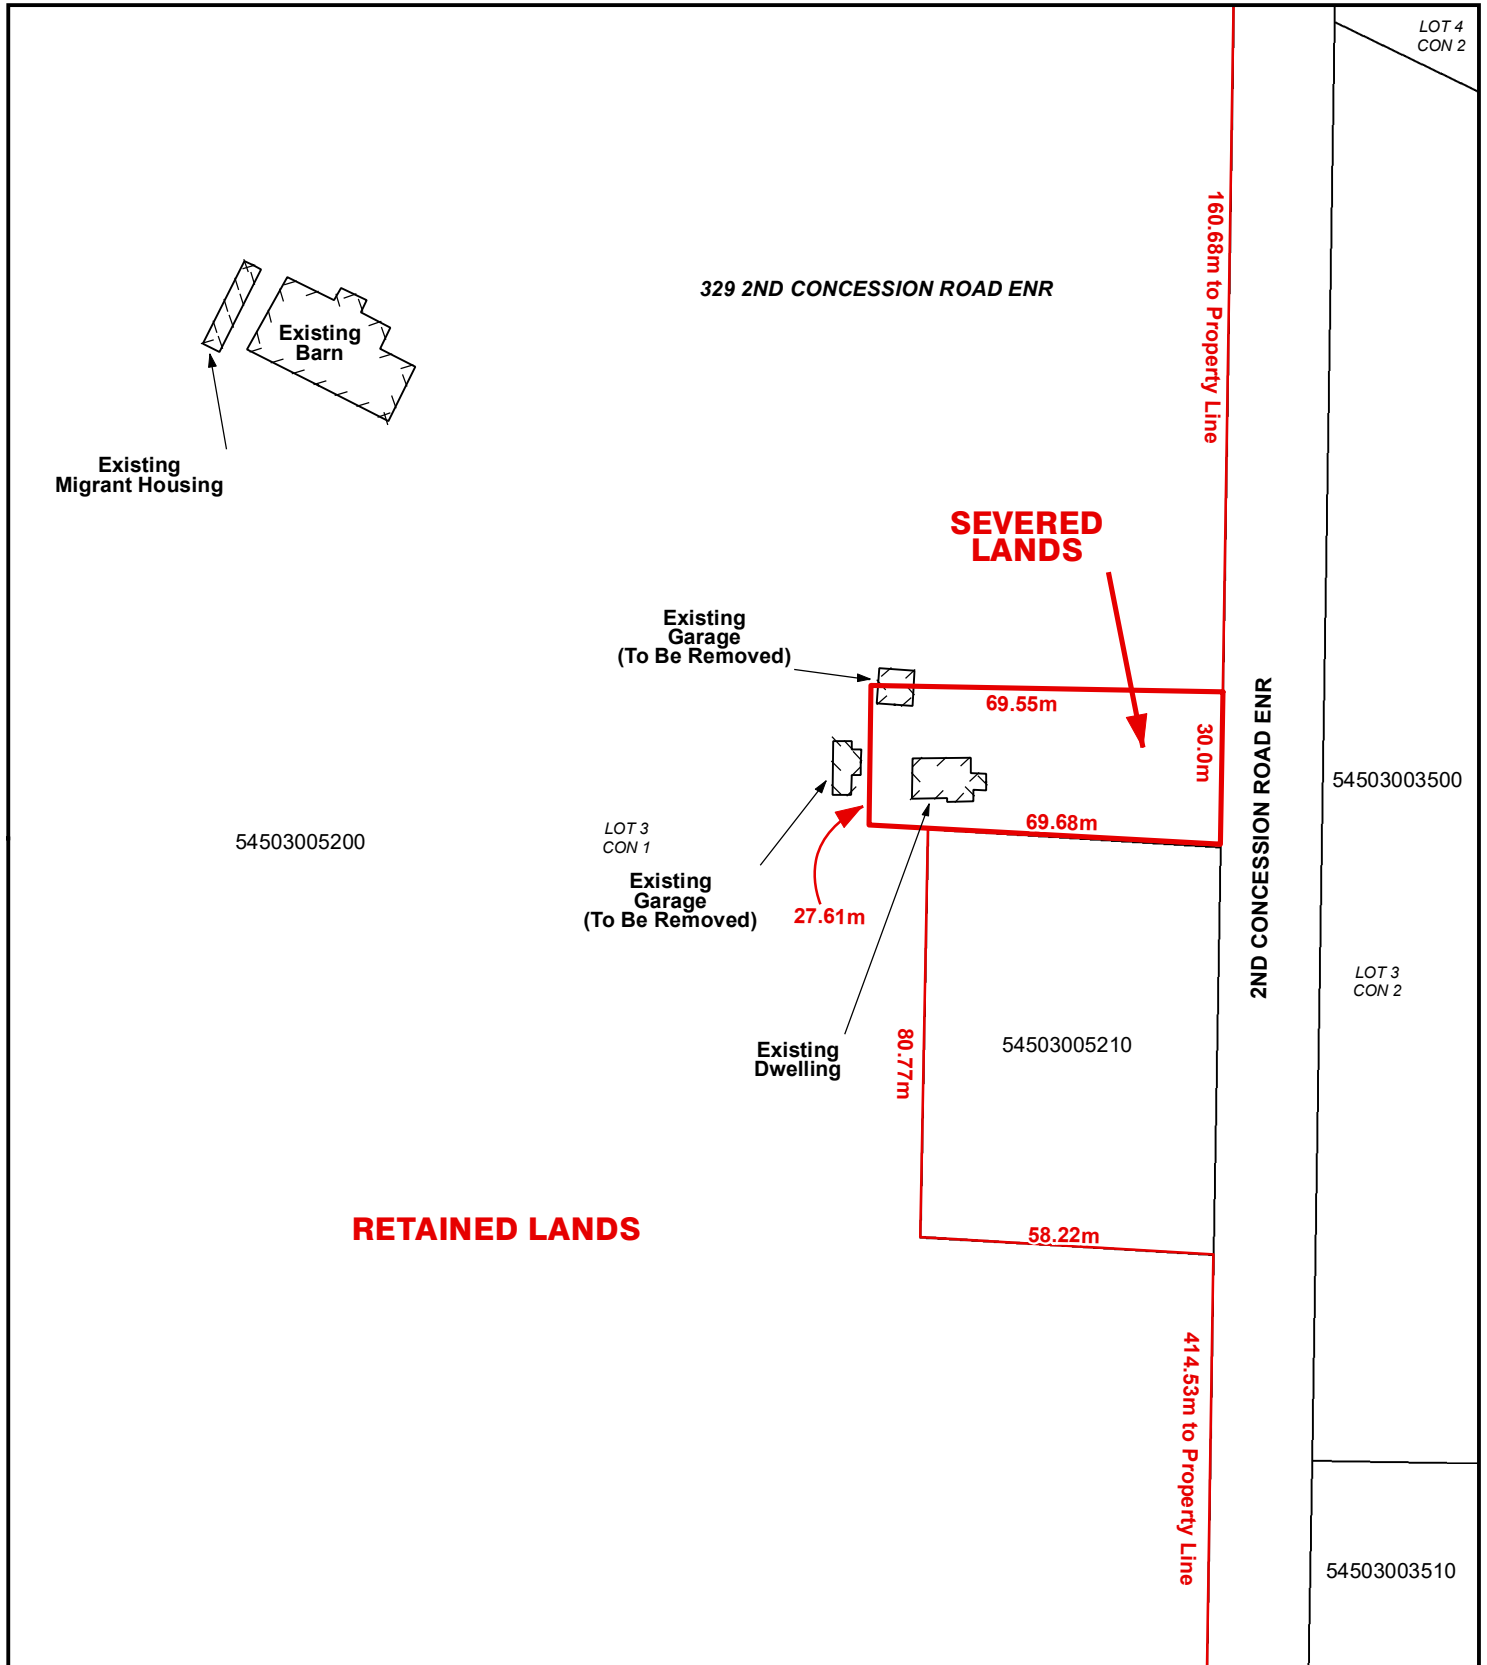 LOT 4
CON 2
160.68m to Property Line
329 2ND CONCESSION ROAD ENR
Existing
Barn
Existing
Migrant Housing
SEVERED
LANDS
Existing
Garage
(To Be Removed)
69.55m
30.0m
2ND CONCESSION ROAD ENR
54503003500
69.68m
54503005200
LOT 3
CON 1
Existing
Garage
(To Be Removed)
27.61m
LOT 3
CON 2
80.77m
54503005210
Existing
Dwelling
RETAINED LANDS
58.22m
414.53m to Property Line
54503003510